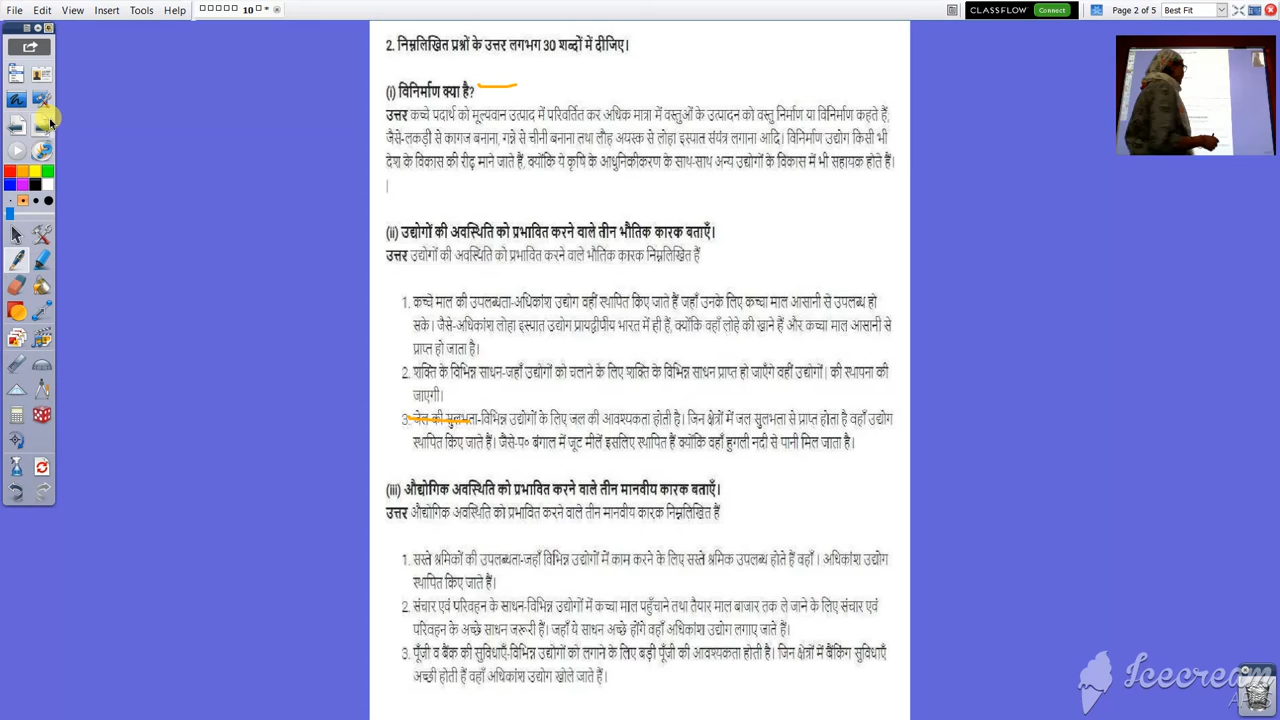 File Edit View Insert Tools Help
10 *
CLASSFLOW Connect
Page 2 of 5 Best Fit
2. निम्नलिखित प्रश्नों के उत्तर लगभग 30 शब्दों में दीजिए।
(i) विनिर्माण क्या है?
उत्तर कच्चे पदार्थ को मूल्यवान उत्पाद में परिवर्तित कर अधिक मात्रा में वस्तुओं के उत्पादन को वस्तु निर्माण या विनिर्माण कहते हैं,
जैसे-लकड़ी से कागज बनाना, गन्ने से चीनी बनाना तथा लौह अयस्क से लोहा इस्पात संयंत्र लगाना आदि। विनिर्माण उद्योग किसी भी
देश के विकास की रीढ़ माने जाते हैं, क्योंकि ये कृषि के आधुनिकीकरण के साथ-साथ अन्य उद्योगों के विकास में भी सहायक होते हैं।
|
(ii) उद्योगों की अवस्थिति को प्रभावित करने वाले तीन भौतिक कारक बताएँ।
उत्तर उद्योगों की अवस्थिति को प्रभावित करने वाले भौतिक कारक निम्नलिखित हैं
1. कच्चे माल की उपलब्धता-अधिकांश उद्योग वहीं स्थापित किए जाते हैं जहाँ उनके लिए कच्चा माल आसानी से उपलब्ध हो
सके। जैसे-अधिकांश लोहा इस्पात उद्योग प्रायद्वीपीय भारत में ही हैं, क्योंकि वहाँ लोहे की खाने हैं और कच्चा माल आसानी से
प्राप्त हो जाता है।
2. शक्ति के विभिन्न साधन-जहाँ उद्योगों को चलाने के लिए शक्ति के विभिन्न साधन प्राप्त हो जाएँगे वहीं उद्योगों। की स्थापना की
जाएगी।
3. जल की सुलभता-विभिन्न उद्योगों के लिए जल की आवश्यकता होती है। जिन क्षेत्रों में जल सुलभता से प्राप्त होता है वहाँ उद्योग
स्थापित किए जाते हैं। जैसे-प० बंगाल में जूट मीलें इसलिए स्थापित हैं क्योंकि वहाँ हुगली नदी से पानी मिल जाता है।
(iii) औद्योगिक अवस्थिति को प्रभावित करने वाले तीन मानवीय कारक बताएँ।
उत्तर औद्योगिक अवस्थिति को प्रभावित करने वाले तीन मानवीय कारक निम्नलिखित हैं
1. सस्ते श्रमिकों की उपलब्धता-जहाँ विभिन्न उद्योगों में काम करने के लिए सस्ते श्रमिक उपलब्ध होते हैं वहाँ । अधिकांश उद्योग
स्थापित किए जाते हैं।
2. संचार एवं परिवहन के साधन-विभिन्न उद्योगों में कच्चा माल पहुँचाने तथा तैयार माल बाजार तक ले जाने के लिए संचार एवं
परिवहन के अच्छे साधन जरूरी हैं। जहाँ ये साधन अच्छे होंगे वहाँ अधिकांश उद्योग लगाए जाते हैं।
3. पूँजी व बैंक की सुविधाएँ-विभिन्न उद्योगों को लगाने के लिए बड़ी पूँजी की आवश्यकता होती है। जिन क्षेत्रों में बैंकिंग सुविधाएँ
अच्छी होती हैं वहाँ अधिकांश उद्योग खोले जाते हैं।
Icecream
APPS